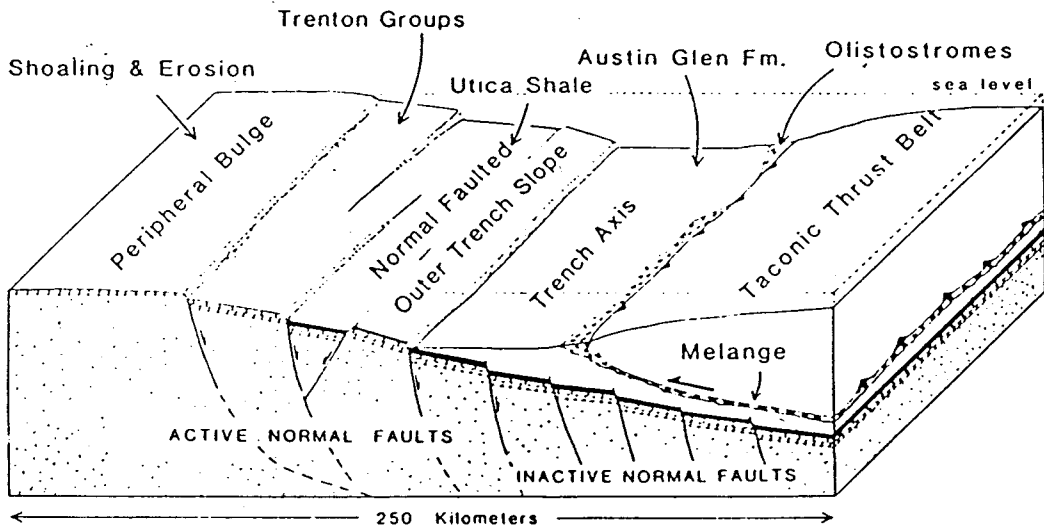 Trenton Groups
Shoaling & Erosion
Utica Shale
Austin Glen Fm.
Olistostromes
sea level
Peripheral Bulge
Normal Faulted
Outer Trench Slope
Trench Axis
Taconic Thrust Belt
Melange
ACTIVE NORMAL FAULTS
INACTIVE NORMAL FAULTS
250 Kilometers